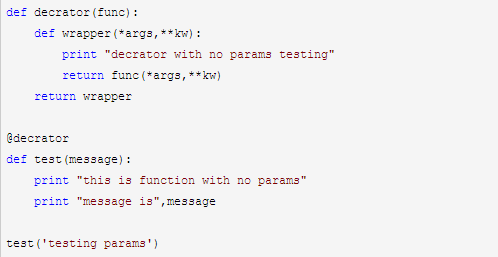 def decrator(func):
    def wrapper(*args,**kw):
        print "decrator with no params testing"
        return func(*args,**kw)
    return wrapper

@decrator
def test(message):
    print "this is function with no params"
    print "message is",message

test('testing params')